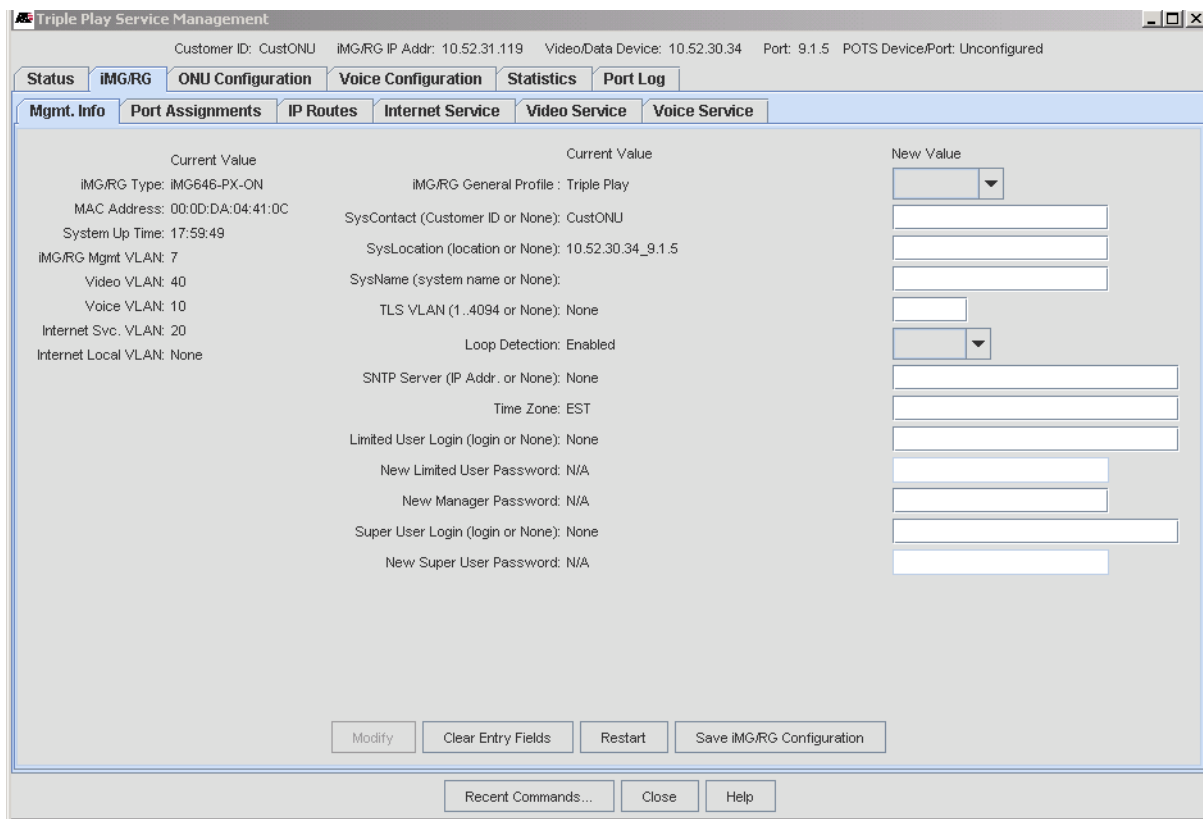 Triple Play Service Management
Customer ID: CustONU iMG/RG IP Addr: 10.52.31.119 Video/Data Device: 10.52.30.34 Port: 9.1.5 POTS Device/Port: Unconfigured
Status iMG/RG ONU Configuration Voice Configuration Statistics Port Log
Mgmt. Info Port Assignments IP Routes Internet Service Video Service Voice Service
Current Value
iMG/RG Type: iMG646-PX-ON
MAC Address: 00:0D:DA:04:41:0C
System Up Time: 17:59:49
iMG/RG Mgmt VLAN: 7
Video VLAN: 40
Voice VLAN: 10
Internet Svc. VLAN: 20
Internet Local VLAN: None
Current Value New Value
iMG/RG General Profile : Triple Play
SysContact (Customer ID or None): CustONU
SysLocation (location or None): 10.52.30.34_9.1.5
SysName (system name or None):
TLS VLAN (1..4094 or None): None
Loop Detection: Enabled
SNTP Server (IP Addr. or None): None
Time Zone: EST
Limited User Login (login or None): None
New Limited User Password: N/A
New Manager Password: N/A
Super User Login (login or None): None
New Super User Password: N/A
Modify Clear Entry Fields Restart Save iMG/RG Configuration
Recent Commands... Close Help